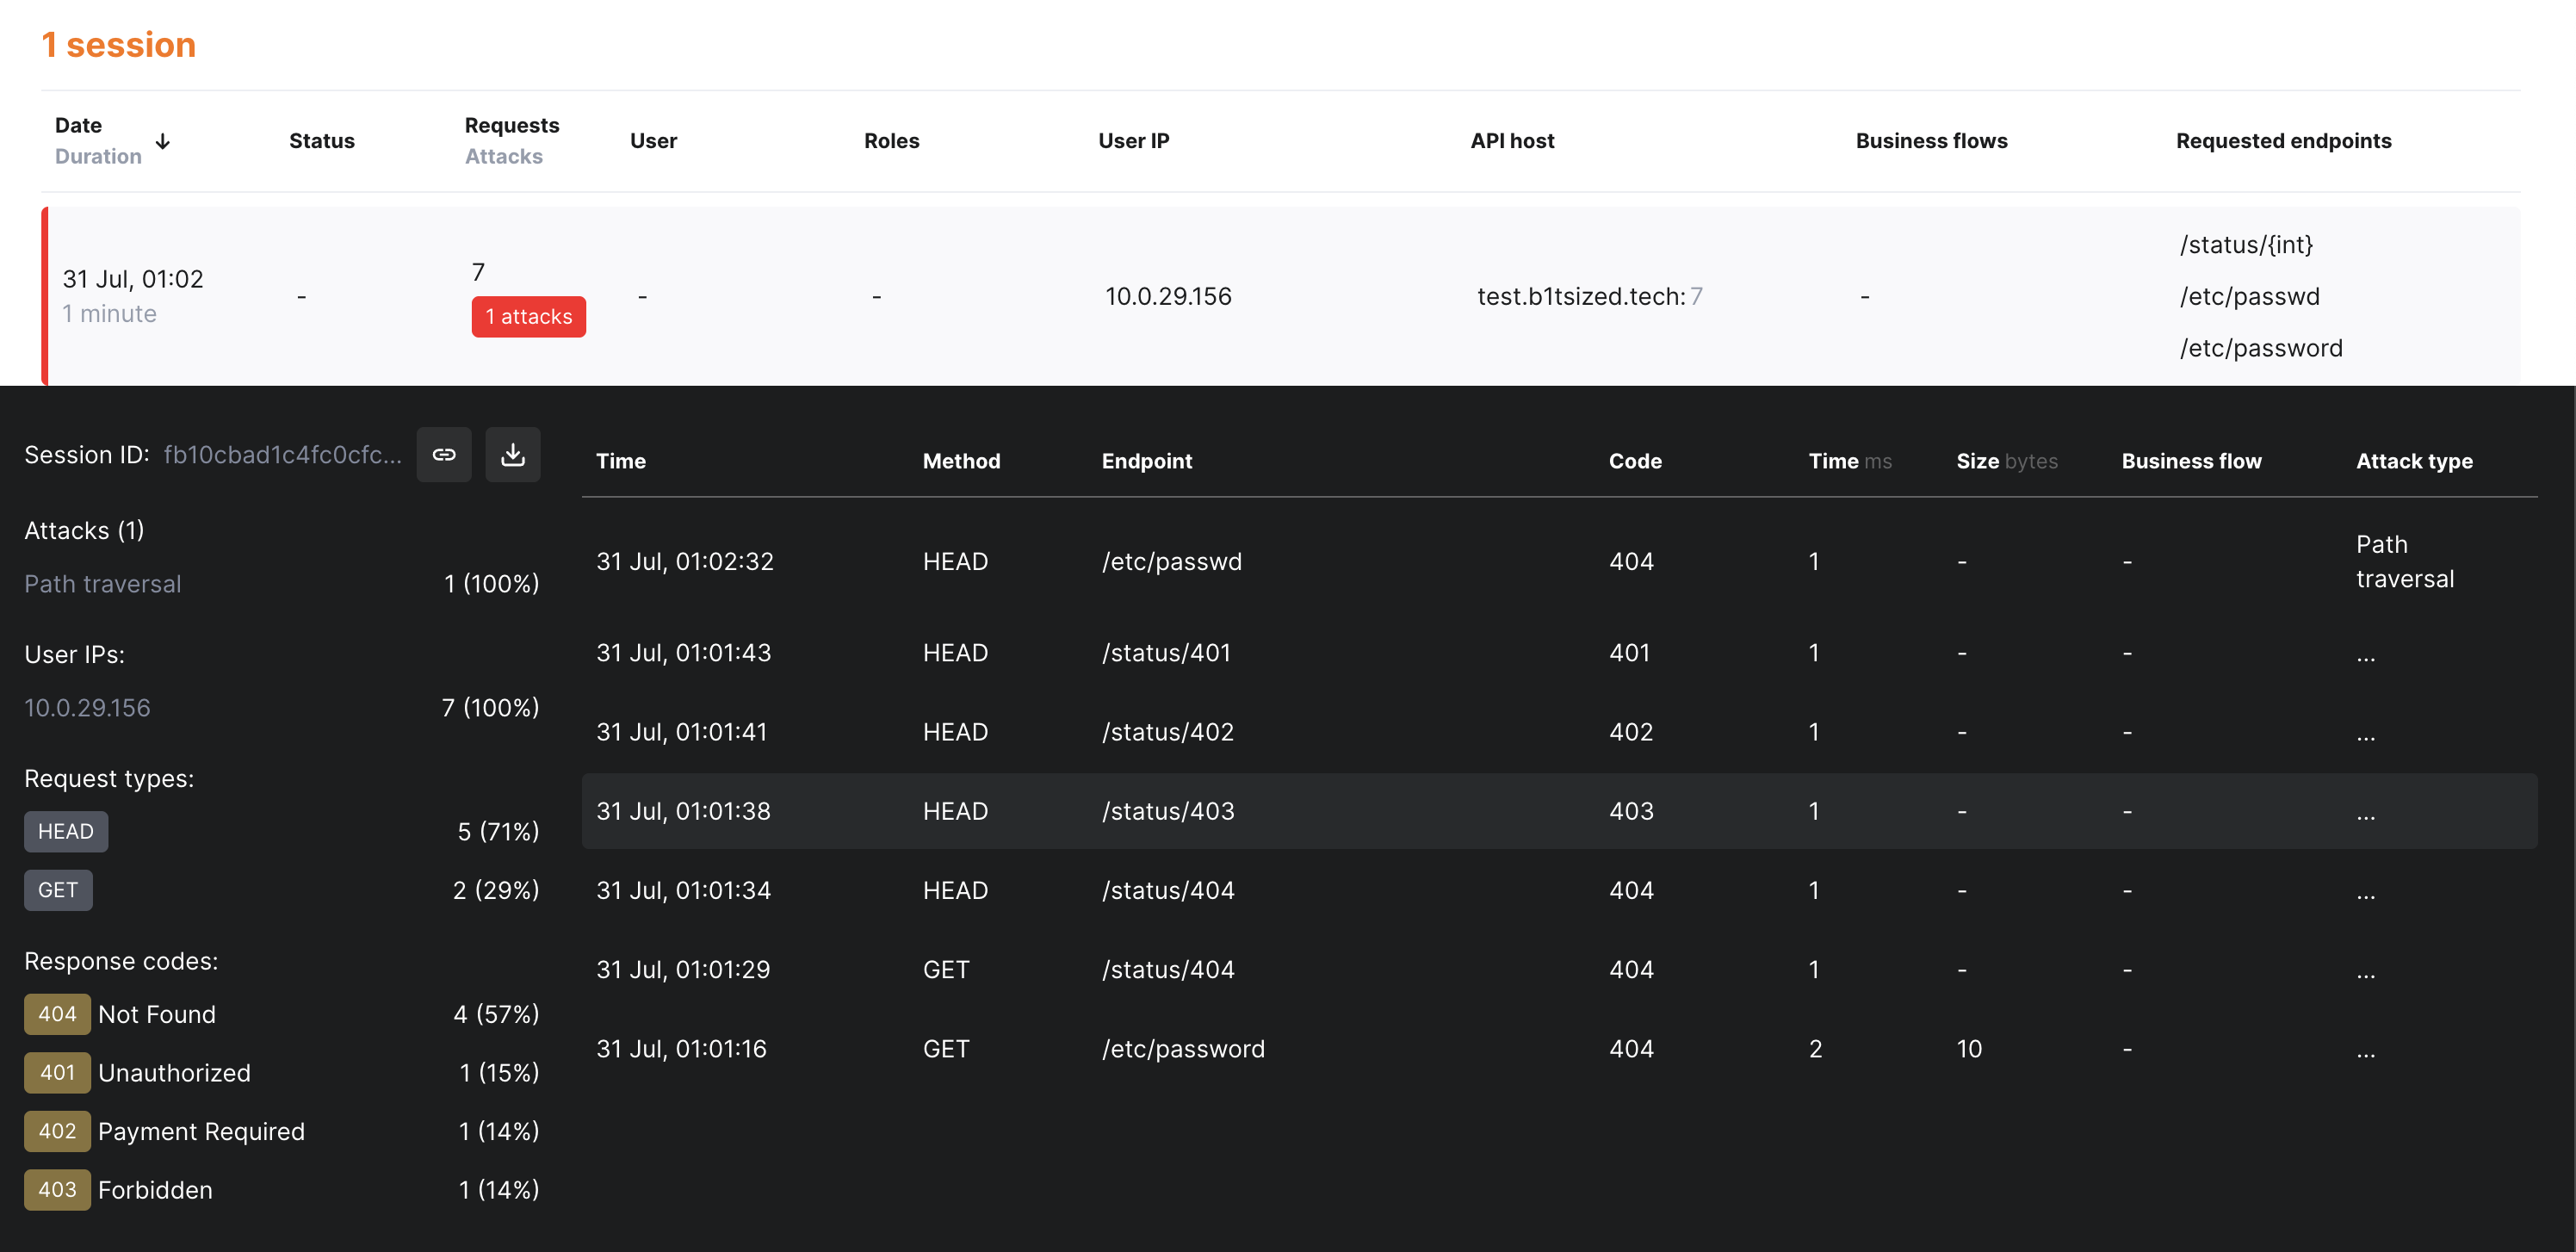 1 session
Date
Duration
Status
Requests
Attacks
User
Roles
User IP
API host
Business flows
Requested endpoints
31 Jul, 01:02
1 minute
-
7
1 attacks
-
-
10.0.29.156
test.b1tsized.tech: 7
-
/status/{int}
/etc/passwd
/etc/password
Session ID: fb10cbad1c4fc0cfc...
Attacks (1)
Path traversal 1 (100%)
User IPs:
10.0.29.156 7 (100%)
Request types:
HEAD 5 (71%)
GET 2 (29%)
Response codes:
404 Not Found 4 (57%)
401 Unauthorized 1 (15%)
402 Payment Required 1 (14%)
403 Forbidden 1 (14%)
Time Method Endpoint Code Time ms Size bytes Business flow Attack type
31 Jul, 01:02:32 HEAD /etc/passwd 404 1 - - Path
traversal
31 Jul, 01:01:43 HEAD /status/401 401 1 - - ...
31 Jul, 01:01:41 HEAD /status/402 402 1 - - ...
31 Jul, 01:01:38 HEAD /status/403 403 1 - - ...
31 Jul, 01:01:34 HEAD /status/404 404 1 - - ...
31 Jul, 01:01:29 GET /status/404 404 1 - - ...
31 Jul, 01:01:16 GET /etc/password 404 2 10 - ...